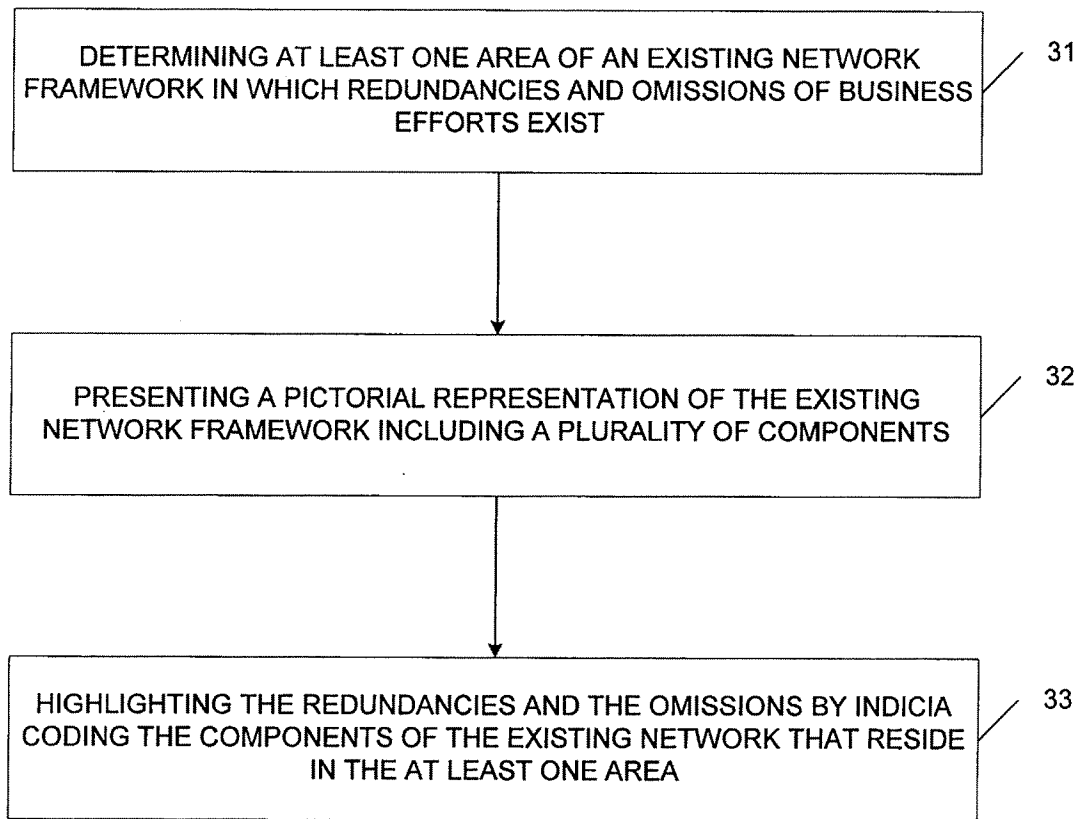 DETERMINING AT LEAST ONE AREA OF AN EXISTING NETWORK
FRAMEWORK IN WHICH REDUNDANCIES AND OMISSIONS OF BUSINESS
EFFORTS EXIST
31
PRESENTING A PICTORIAL REPRESENTATION OF THE EXISTING
NETWORK FRAMEWORK INCLUDING A PLURALITY OF COMPONENTS
32
HIGHLIGHTING THE REDUNDANCIES AND THE OMISSIONS BY INDICIA
CODING THE COMPONENTS OF THE EXISTING NETWORK THAT RESIDE
IN THE AT LEAST ONE AREA
33